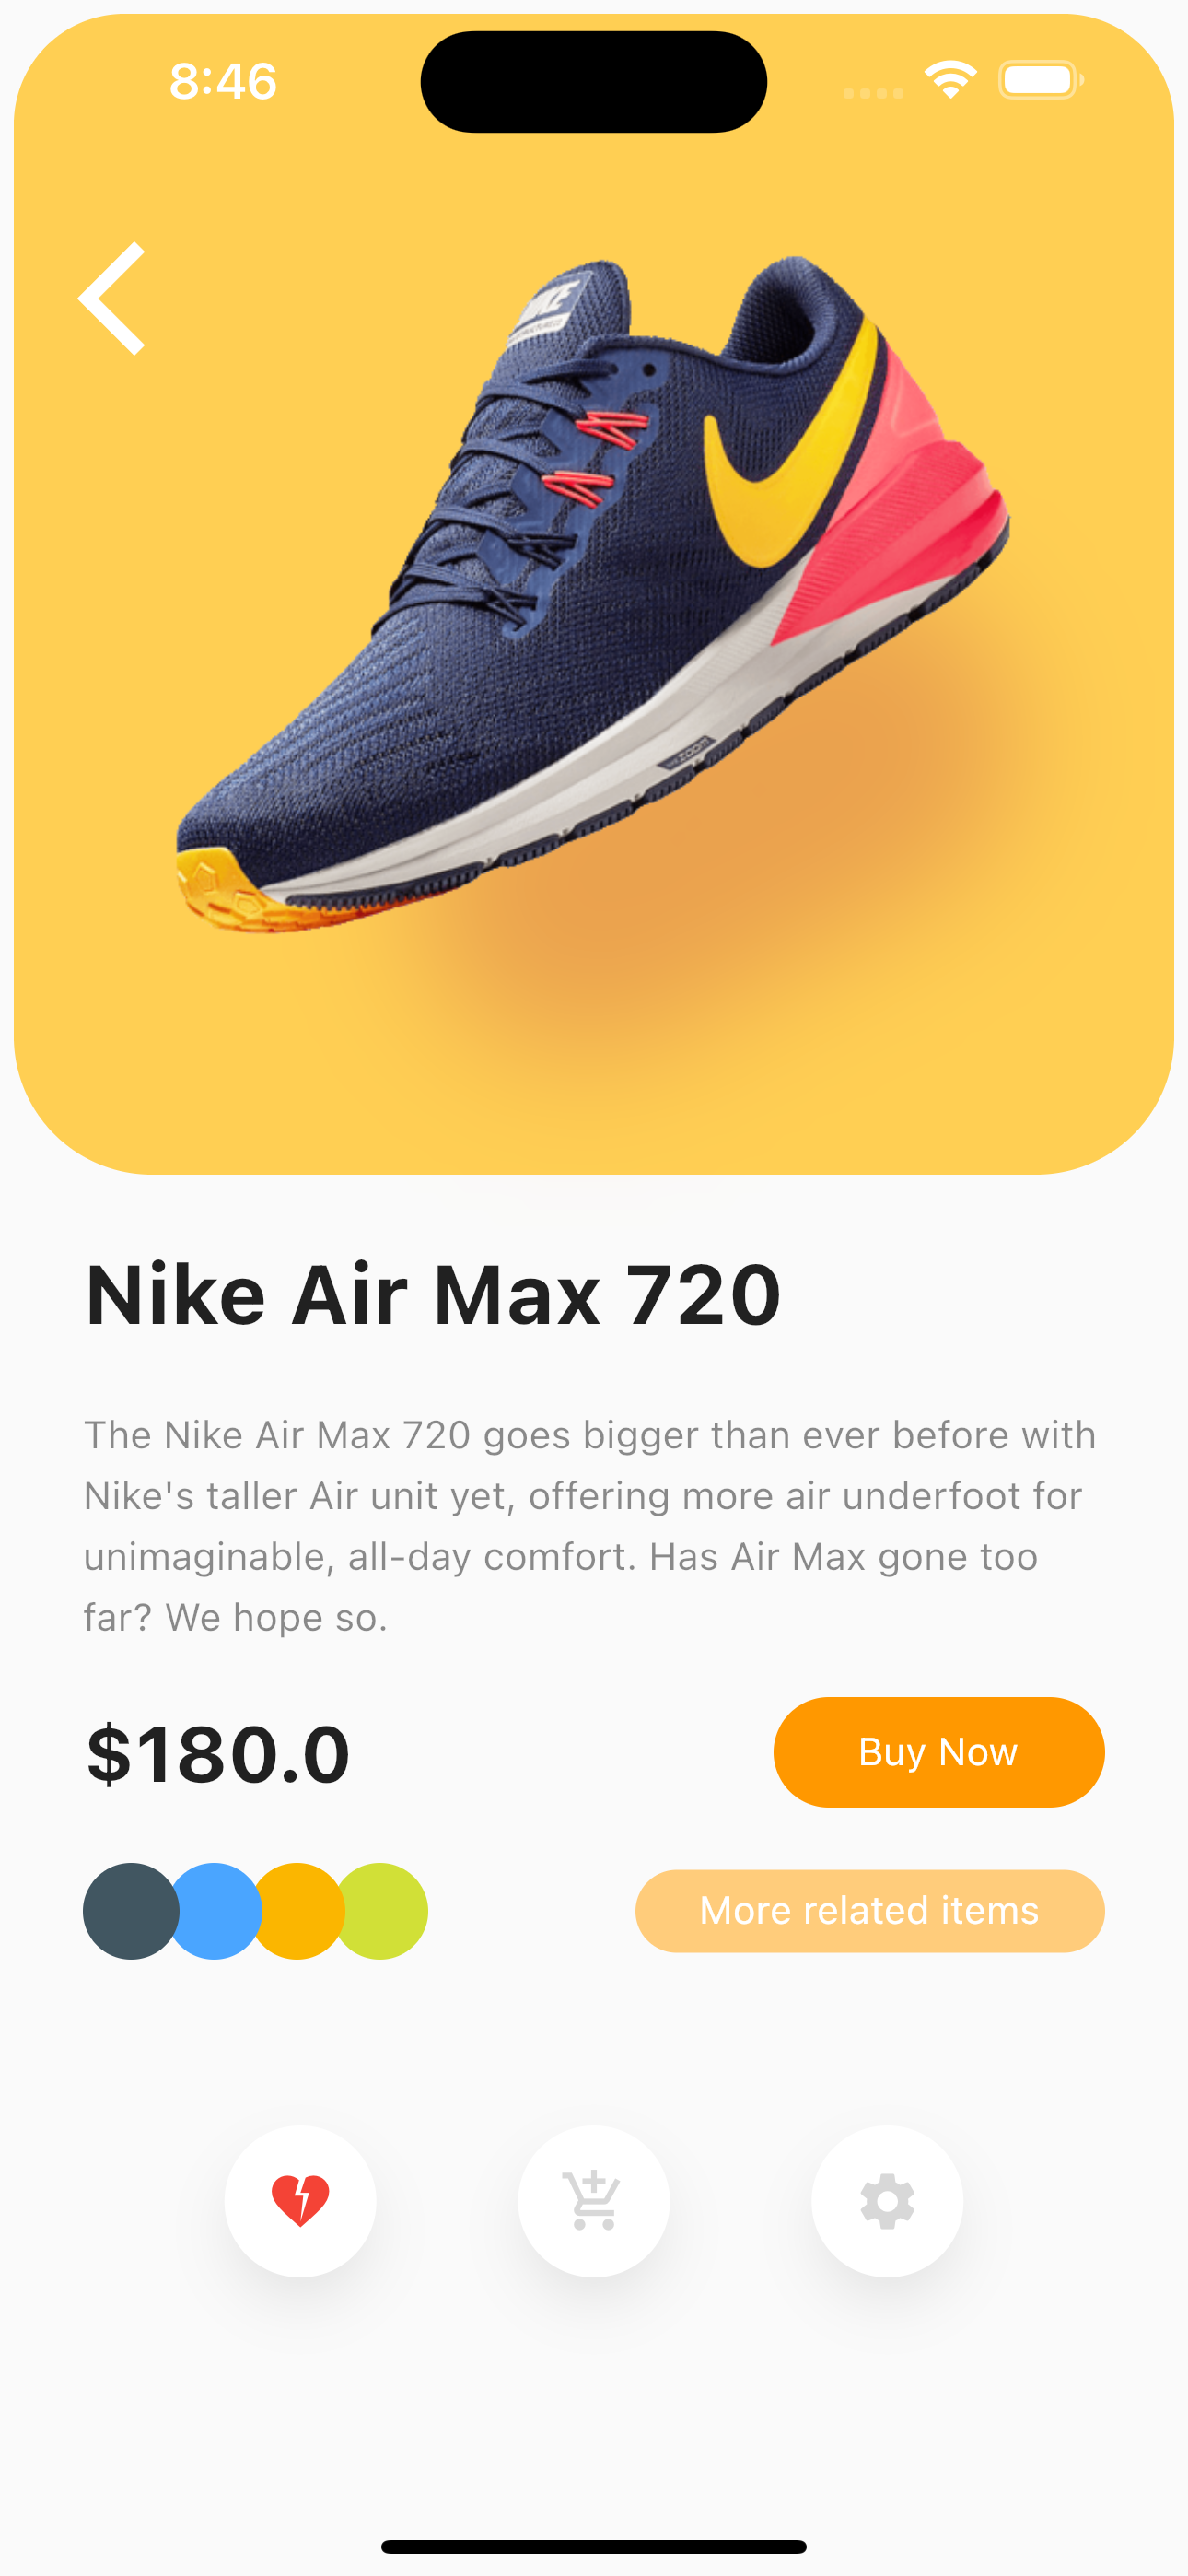 8:46
NIKE
ZOOM
Nike Air Max 720
The Nike Air Max 720 goes bigger than ever before with
Nike's taller Air unit yet, offering more air underfoot for
unimaginable, all-day comfort. Has Air Max gone too
far? We hope so.
$180.0
Buy Now
More related items